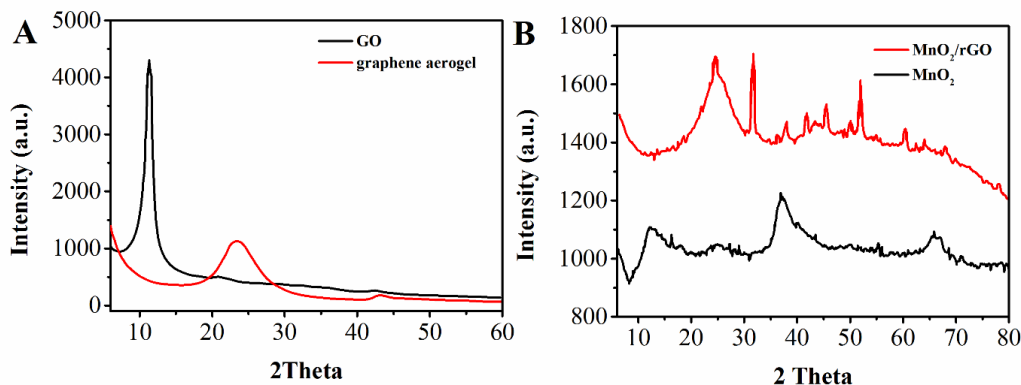 A
GO
graphene aerogel
5000
4000
3000
2000
1000
0
Intensity (a.u.)
10 20 30 40 50 60
2Theta
B
MnO₂/rGO
MnO₂
1800
1600
1400
1200
1000
800
Intensity (a.u.)
10 20 30 40 50 60 70 80
2 Theta